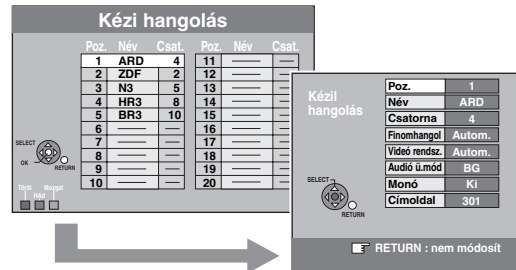 Kézi hangolás
Poz. Név Csat. Poz. Név Csat.
1 ARD 4 11
2 ZDF 2 12
3 N3 5 13
4 HR3 8 14
5 BR3 10 15
6 16
7 17
8 18
9 19
10 20
SELECT
OK
RETURN
Töröl Mozgat
Hád
Kézil
hangolás
Poz. 1
Név ARD
Csatorna 4
Finomhangol Autom.
Videó rendsz. Autom.
Audió ü.mód BG
Monó Ki
Címoldal 301
SELECT
RETURN
RETURN : nem módosít